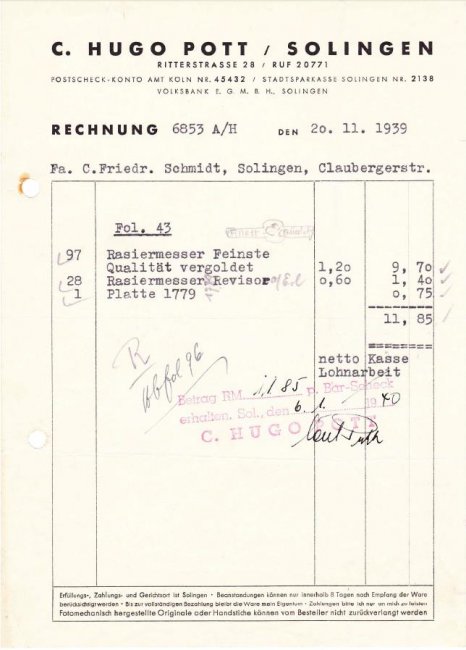 C. HUGO POTT / SOLINGEN
RITTERSTRASSE 28 / RUF 20771
POSTSCHECK-KONTO AMT KÖLN NR. 45432 / STADTSPARKASSE SOLINGEN NR. 2138
VOLKSBANK E. G. M. B. H., SOLINGEN
RECHNUNG 6853 A/H DEN 20. 11. 1939
Fa. C.Friedr. Schmidt, Solingen, Claubergerstr.
Fol. 43
97 Rasiermesser Feinste
Qualität vergoldet 1,20 9, 70
28 Rasiermesser Revisor 0,60 1, 40
1 Platte 1779 0, 75
11, 85
netto Kasse
Lohnarbeit
R
96
Betrag RM. 11,85 p. Bar-Scheck
erhalten. Sol., den 6. 1. 1940
C. HUGO POTT
Erfüllungs-, Zahlungs- und Gerichtsort ist Solingen · Beanstandungen können nur innerhalb 8 Tagen nach Empfang der Ware
berücksichtigt werden · Bis zur vollständigen Bezahlung bleibt die Ware mein Eigentum · Zahlungen bitte ich nur an mich zu leisten
Fotomechanisch hergestellte Originale oder Handstiche können vom Besteller nicht zurückverlangt werden